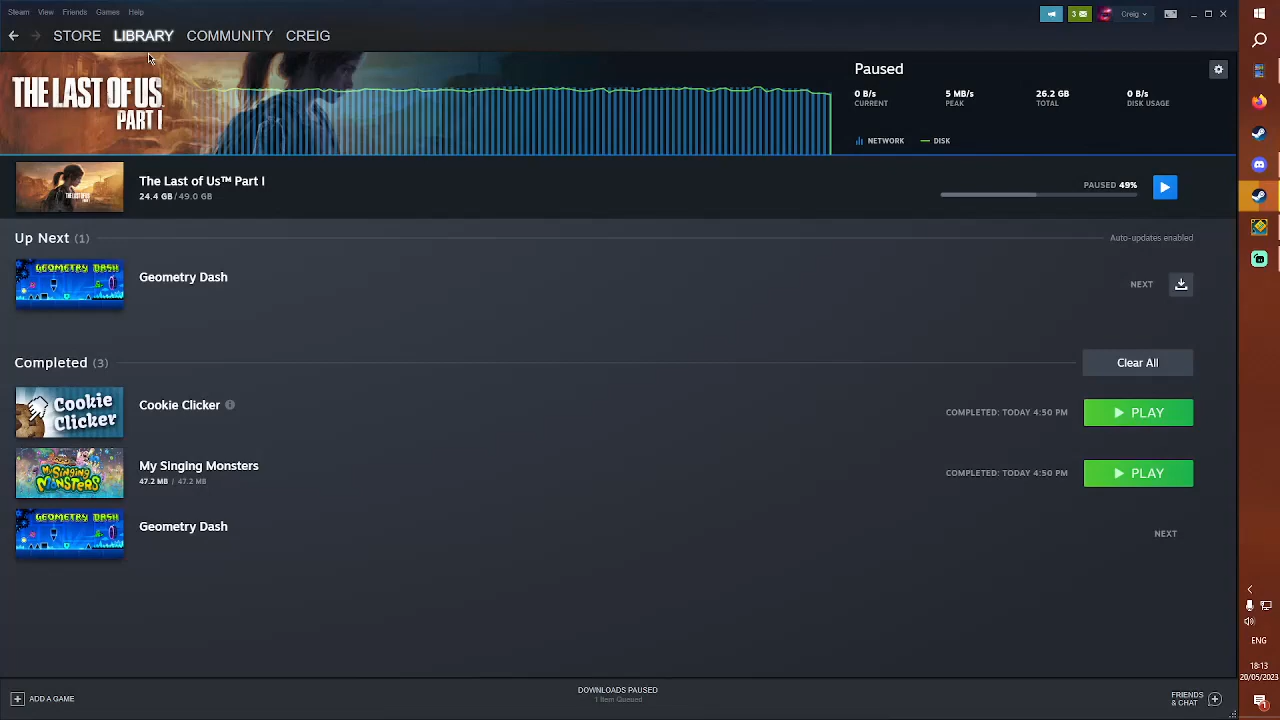 Steam View Friends Games Help
3
Creig
STORE LIBRARY COMMUNITY CREIG
THE LAST OF US
PART I
Paused
0 B/s 5 MB/s 26.2 GB 0 B/s
CURRENT PEAK TOTAL DISK USAGE
NETWORK DISK
The Last of Us™ Part I
24.4 GB / 49.0 GB
PAUSED 49%
Up Next (1)
Auto-updates enabled
GEOMETRY DASH
Geometry Dash
NEXT
Completed (3)
Clear All
Cookie
Clicker
Cookie Clicker
COMPLETED: TODAY 4:50 PM
PLAY
My Singing
Monsters
My Singing Monsters
47.2 MB / 47.2 MB
COMPLETED: TODAY 4:50 PM
PLAY
GEOMETRY DASH
Geometry Dash
NEXT
ADD A GAME
DOWNLOADS PAUSED
1 Item Queued
FRIENDS
& CHAT
ENG
18:13
20/05/2023